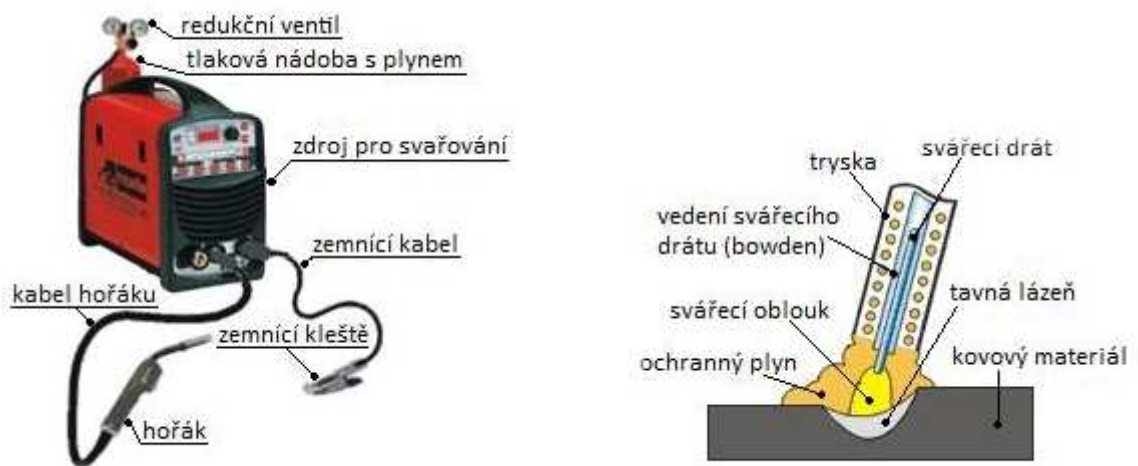 redukční ventil
tlaková nádoba s plynem
zdroj pro svařování
zemnící kabel
kabel hořáku
zemnící kleště
hořák
svářecí drát
tryska
vedení svářecího
drátu (bowden)
tavná lázeň
svářecí oblouk
ochranný plyn
kovový materiál